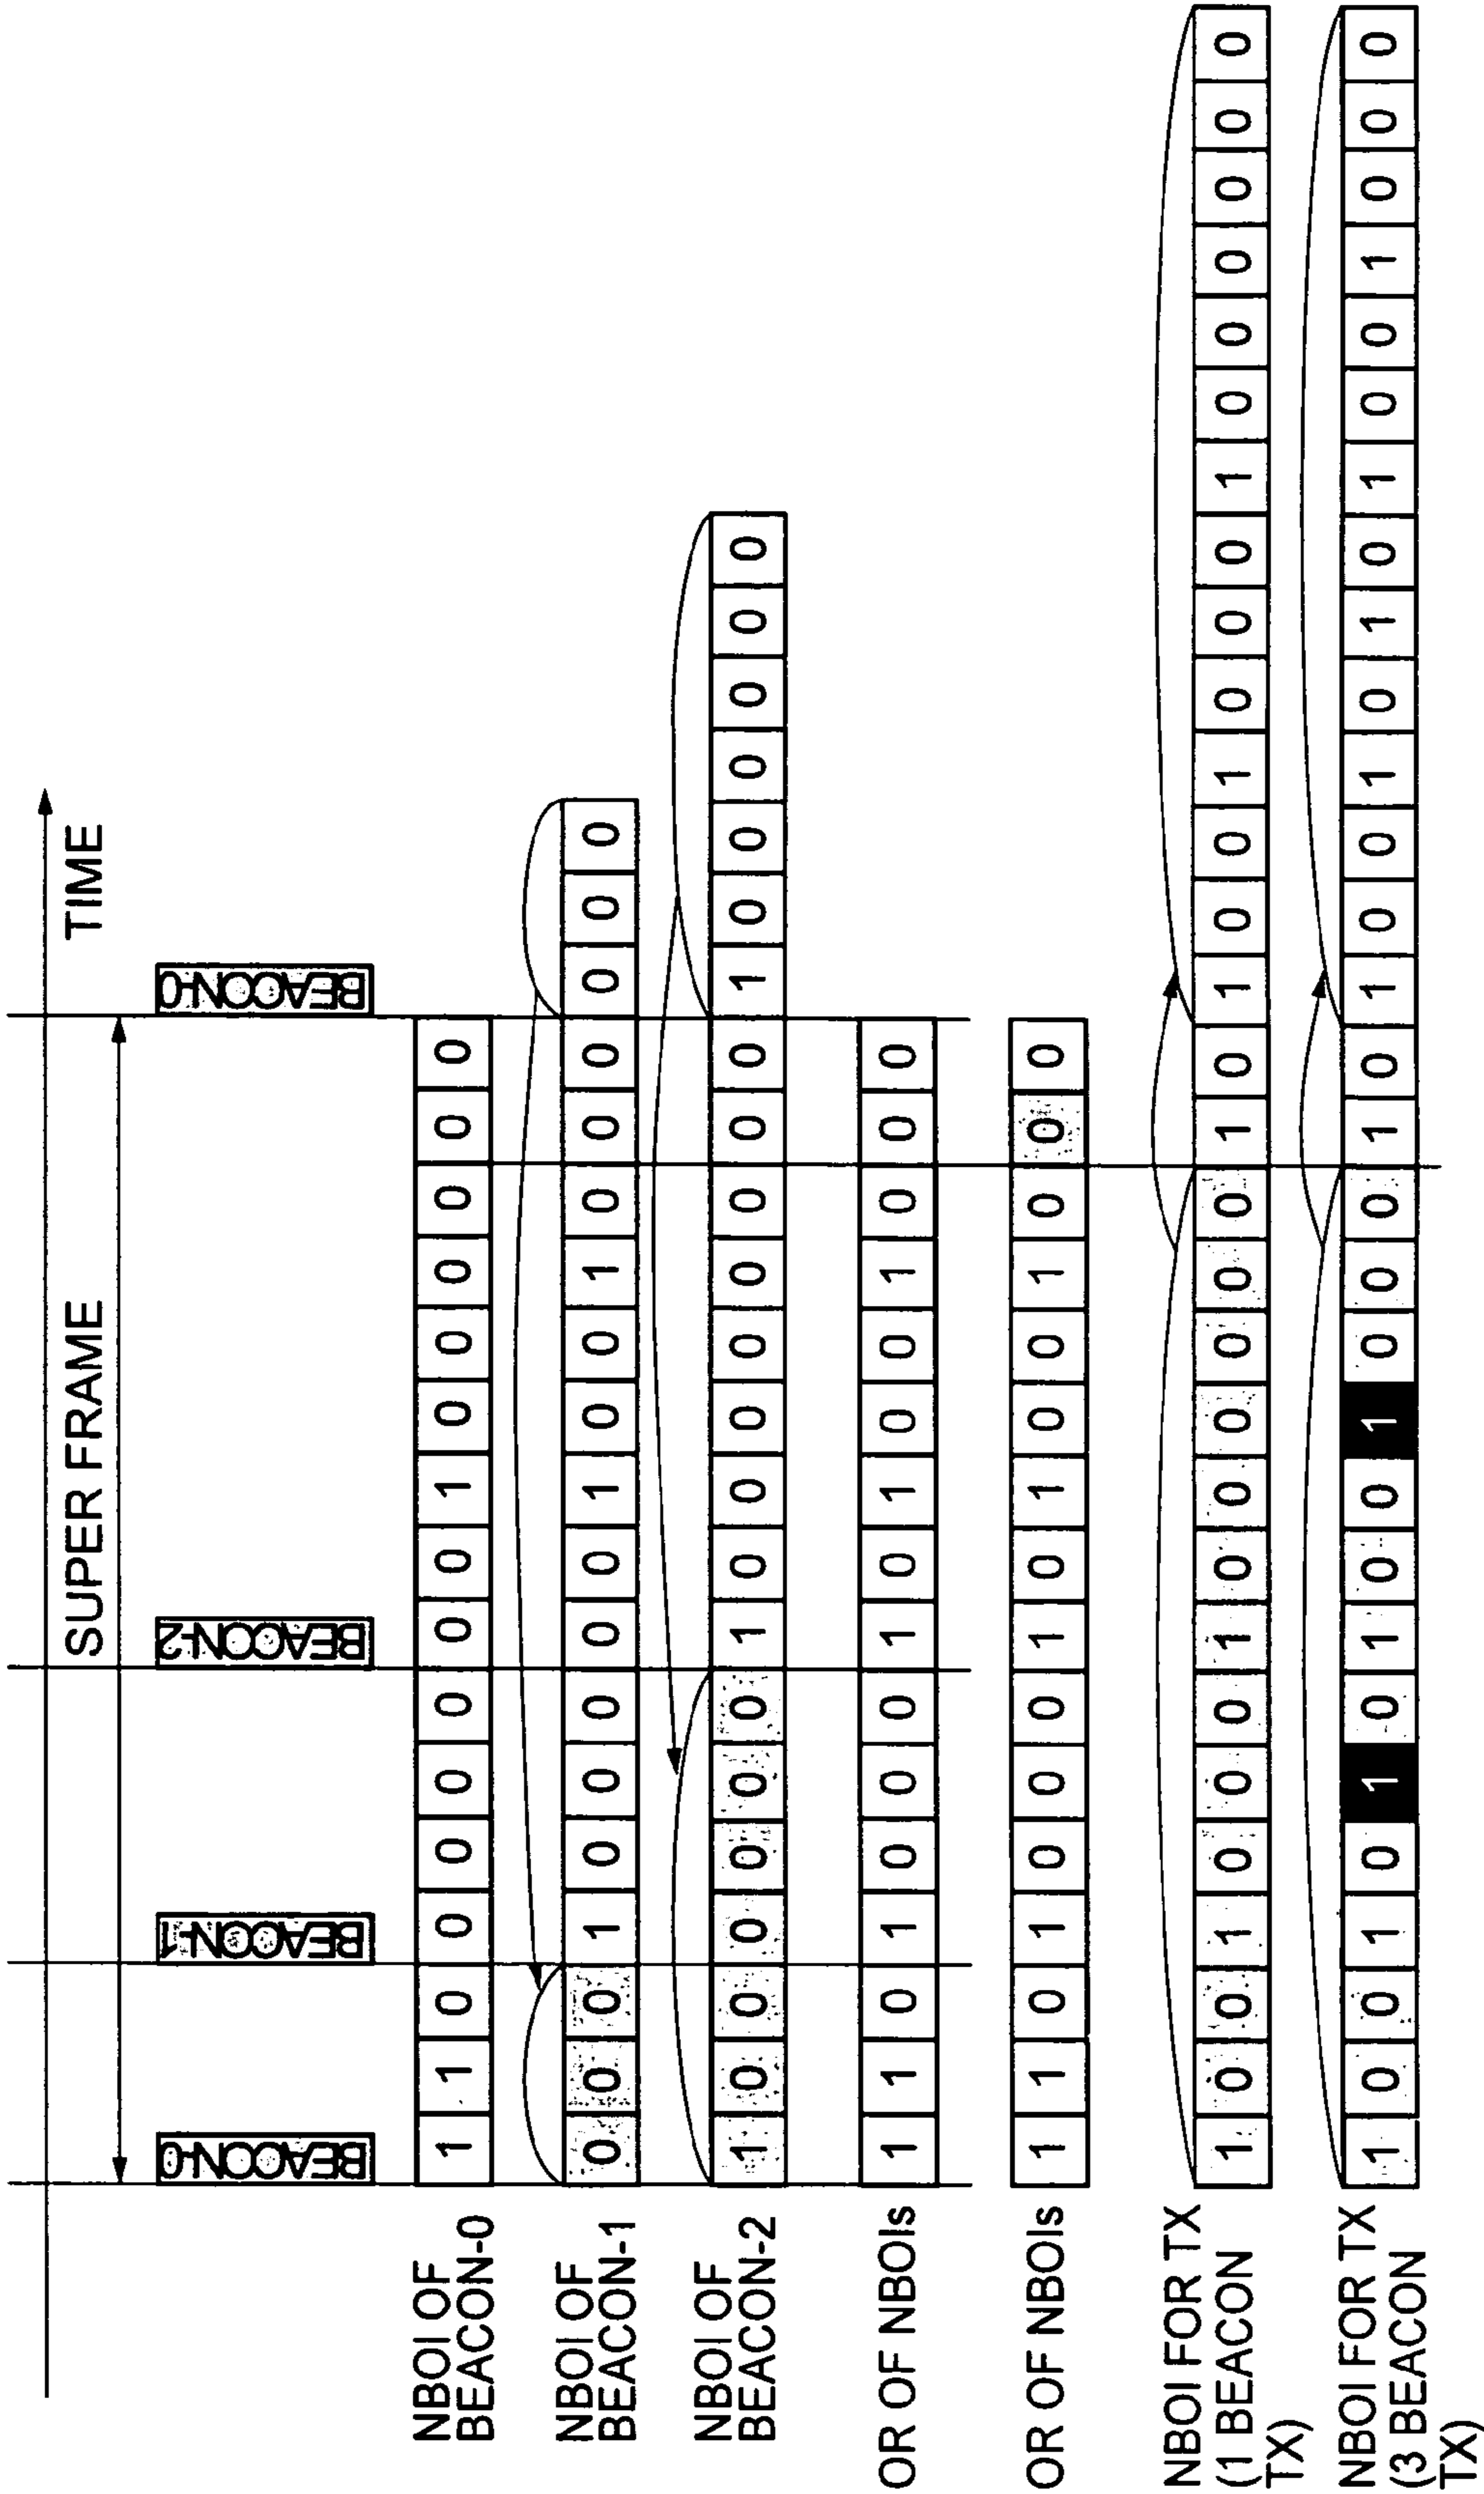 TIME
SUPER FRAME
BEACON-0
BEACON-1
BEACON-2
BEACON-0
NBOI OF
BEACON-0
1 1 0 0 0 0 0 0 0 1 0 0 0 0 0 0
NBOI OF
BEACON-1
0 0 0 1 0 0 0 0 0 1 0 0 1 0 0 0 0 0 0
NBOI OF
BEACON-2
1 0 0 0 0 0 0 1 0 0 0 0 0 0 0 0 1 0 0 0 0 0 0
OR OF NBOIs
1 1 0 1 0 0 0 1 0 1 0 0 1 0 0 0
OR OF NBOIs
1 1 0 1 0 0 0 1 0 1 0 0 1 0 0 0
NBOI FOR TX
(1 BEACON
TX)
1 0 0 1 0 0 0 1 0 0 0 0 0 0 1 0 1 0 0 1 0 0 0 1 0 0 0 0 0 0
NBOI FOR TX
(3 BEACON
TX)
1 0 0 1 0 1 0 1 0 0 1 0 0 0 1 0 1 0 0 1 0 1 0 1 0 0 1 0 0 0